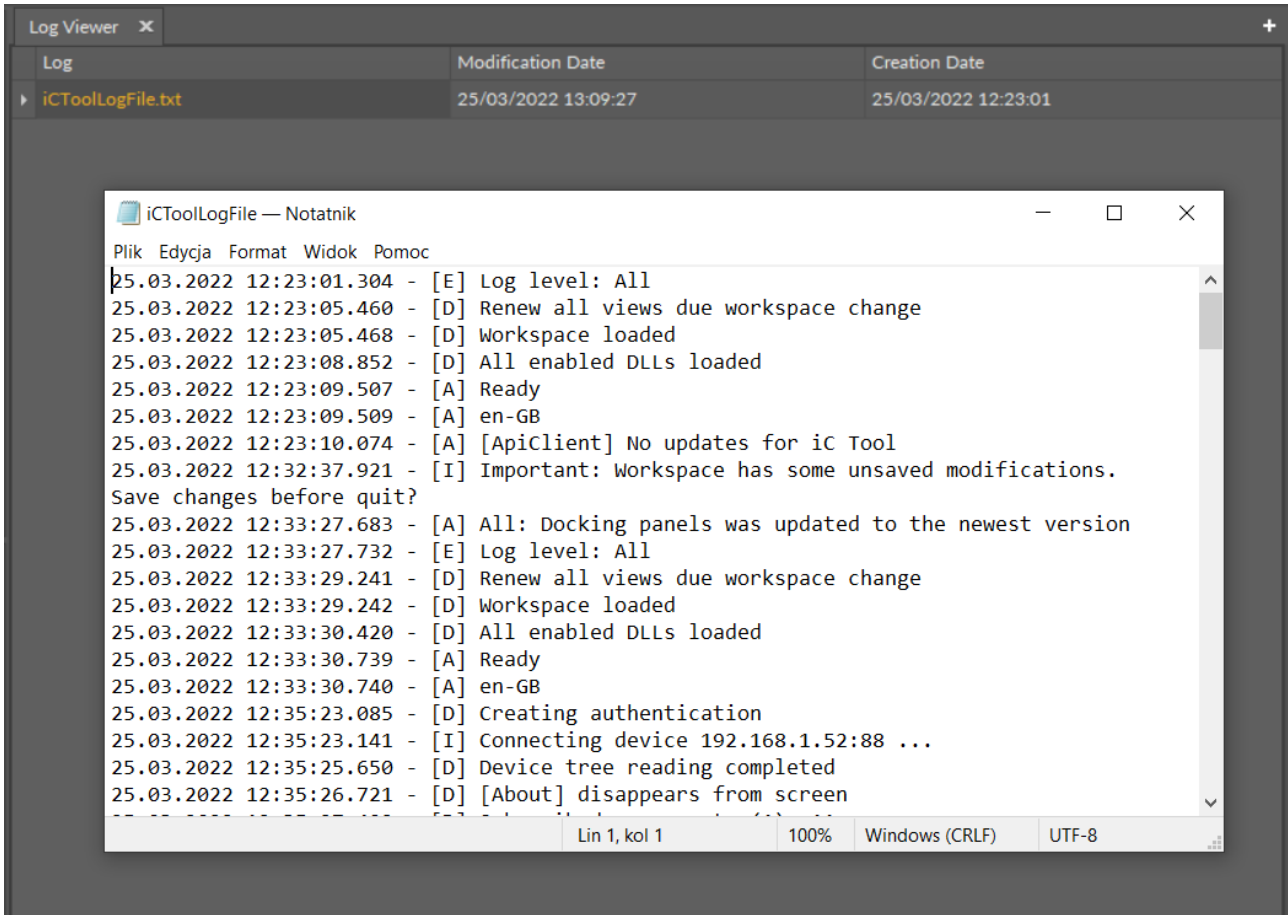 Log Viewer
Log Modification Date Creation Date
iCToolLogFile.txt 25/03/2022 13:09:27 25/03/2022 12:23:01
iCToolLogFile — Notatnik
Plik Edycja Format Widok Pomoc
25.03.2022 12:23:01.304 - [E] Log level: All
25.03.2022 12:23:05.460 - [D] Renew all views due workspace change
25.03.2022 12:23:05.468 - [D] Workspace loaded
25.03.2022 12:23:08.852 - [D] All enabled DLLs loaded
25.03.2022 12:23:09.507 - [A] Ready
25.03.2022 12:23:09.509 - [A] en-GB
25.03.2022 12:23:10.074 - [A] [ApiClient] No updates for iC Tool
25.03.2022 12:32:37.921 - [I] Important: Workspace has some unsaved modifications.
Save changes before quit?
25.03.2022 12:33:27.683 - [A] All: Docking panels was updated to the newest version
25.03.2022 12:33:27.732 - [E] Log level: All
25.03.2022 12:33:29.241 - [D] Renew all views due workspace change
25.03.2022 12:33:29.242 - [D] Workspace loaded
25.03.2022 12:33:30.420 - [D] All enabled DLLs loaded
25.03.2022 12:33:30.739 - [A] Ready
25.03.2022 12:33:30.740 - [A] en-GB
25.03.2022 12:35:23.085 - [D] Creating authentication
25.03.2022 12:35:23.141 - [I] Connecting device 192.168.1.52:88 ...
25.03.2022 12:35:25.650 - [D] Device tree reading completed
25.03.2022 12:35:26.721 - [D] [About] disappears from screen
Lin 1, kol 1 100% Windows (CRLF) UTF-8